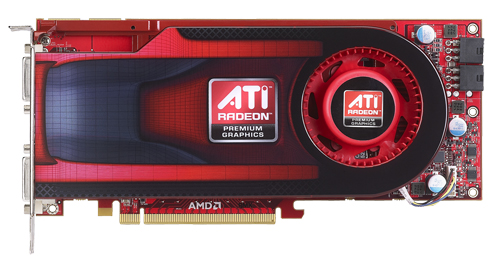 ATI
RADEON
PREMIUM
GRAPHICS
ATI
RADEON
PREMIUM
GRAPHICS
AMD